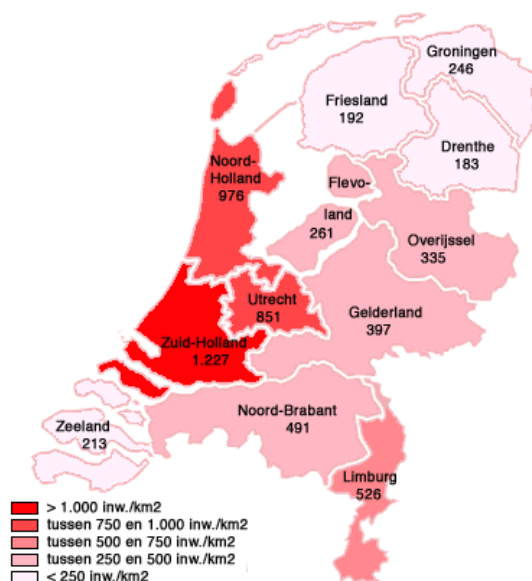 Groningen
246
Friesland
192
Drenthe
183
Noord-
Holland
976
Flevo-
land
261
Overijssel
335
Utrecht
851
Gelderland
397
Zuid-Holland
1.227
Noord-Brabant
491
Zeeland
213
Limburg
526
> 1.000 inw./km2
tussen 750 en 1.000 inw./km2
tussen 500 en 750 inw./km2
tussen 250 en 500 inw./km2
< 250 inw./km2